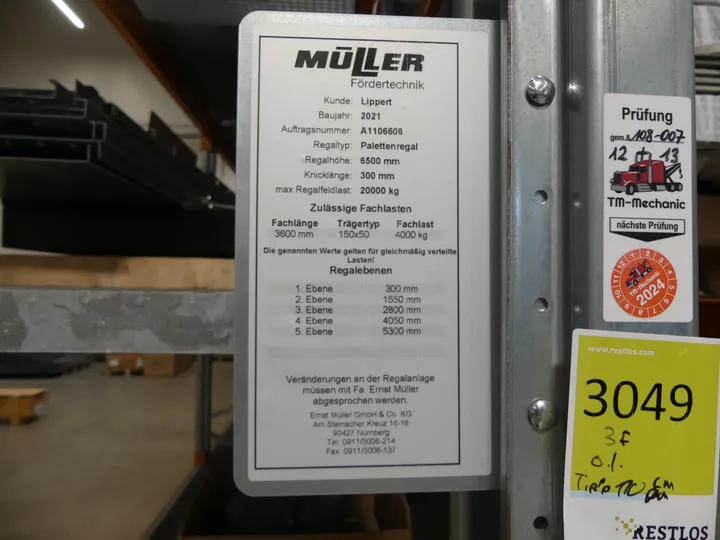 MÜLLER
Fördertechnik
Kunde: Lippert
Baujahr: 2021
Auftragsnummer: A1106606
Regaltyp: Palettenregal
Regalhöhe: 6500 mm
Knicklänge: 300 mm
max Regalfeldlast: 20000 kg
Zulässige Fachlasten
Fachlänge Trägertyp Fachlast
3600 mm 150x50 4000 kg
Die genannten Werte gelten für gleichmäßig verteilte
Lasten!
Regalebenen
1. Ebene 300 mm
2. Ebene 1550 mm
3. Ebene 2800 mm
4. Ebene 4050 mm
5. Ebene 5300 mm
Veränderungen an der Regalanlage
müssen mit Fa. Ernst Müller
abgesprochen werden.
Ernst Müller GmbH & Co. KG
Am Steinacher Kreuz 16-18
90427 Nürnberg
Tel. 0911/3006-214
Fax: 0911/3006-137
Prüfung
gem. 108-007
12 13
TM-Mechanic
nächste Prüfung
TM-Mechanic
2024
www.restlos.com
3049
3F
RESTLOS